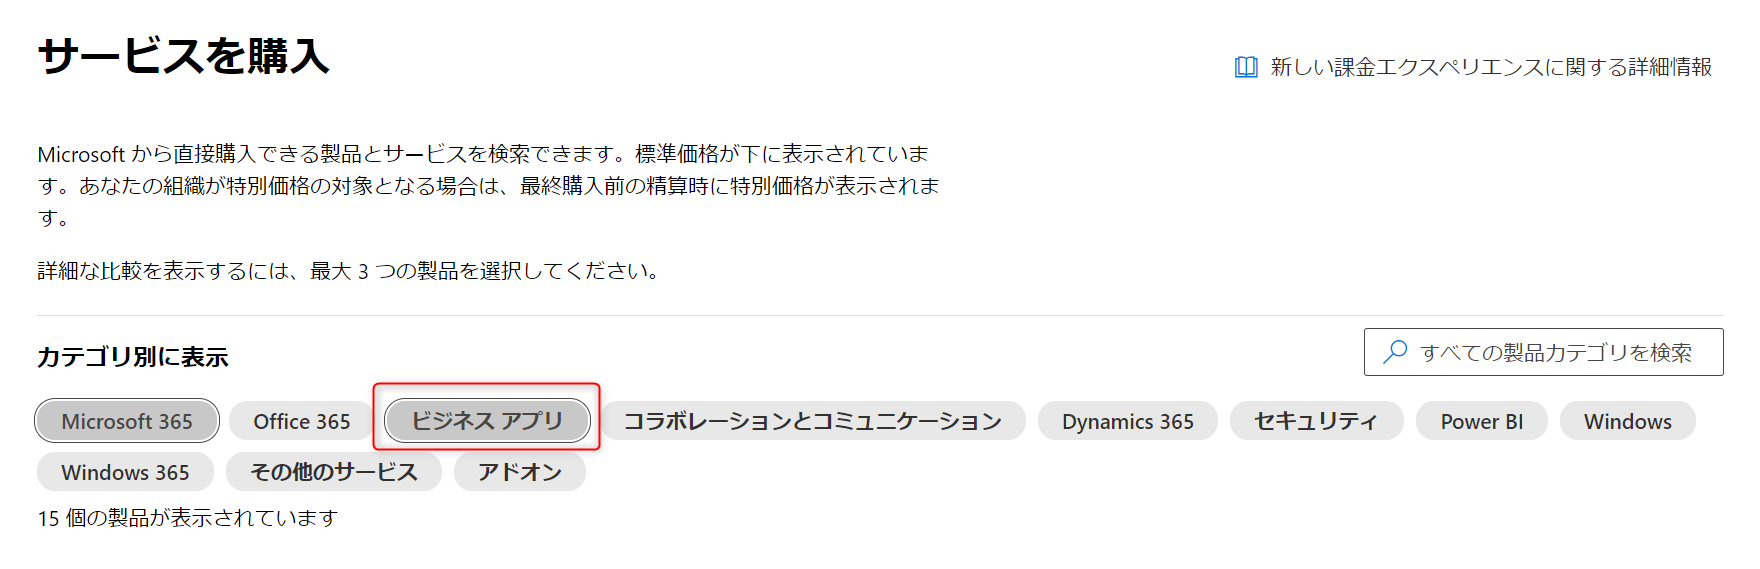 サービスを購入
新しい課金エクスペリエンスに関する詳細情報
Microsoft から直接購入できる製品とサービスを検索できます。標準価格が下に表示されていま
す。あなたの組織が特別価格の対象となる場合は、最終購入前の精算時に特別価格が表示されま
す。
詳細な比較を表示するには、最大 3 つの製品を選択してください。
カテゴリ別に表示
すべての製品カテゴリを検索
Microsoft 365 Office 365 ビジネス アプリ コラボレーションとコミュニケーション Dynamics 365 セキュリティ Power BI Windows
Windows 365 その他のサービス アドオン
15 個の製品が表示されています